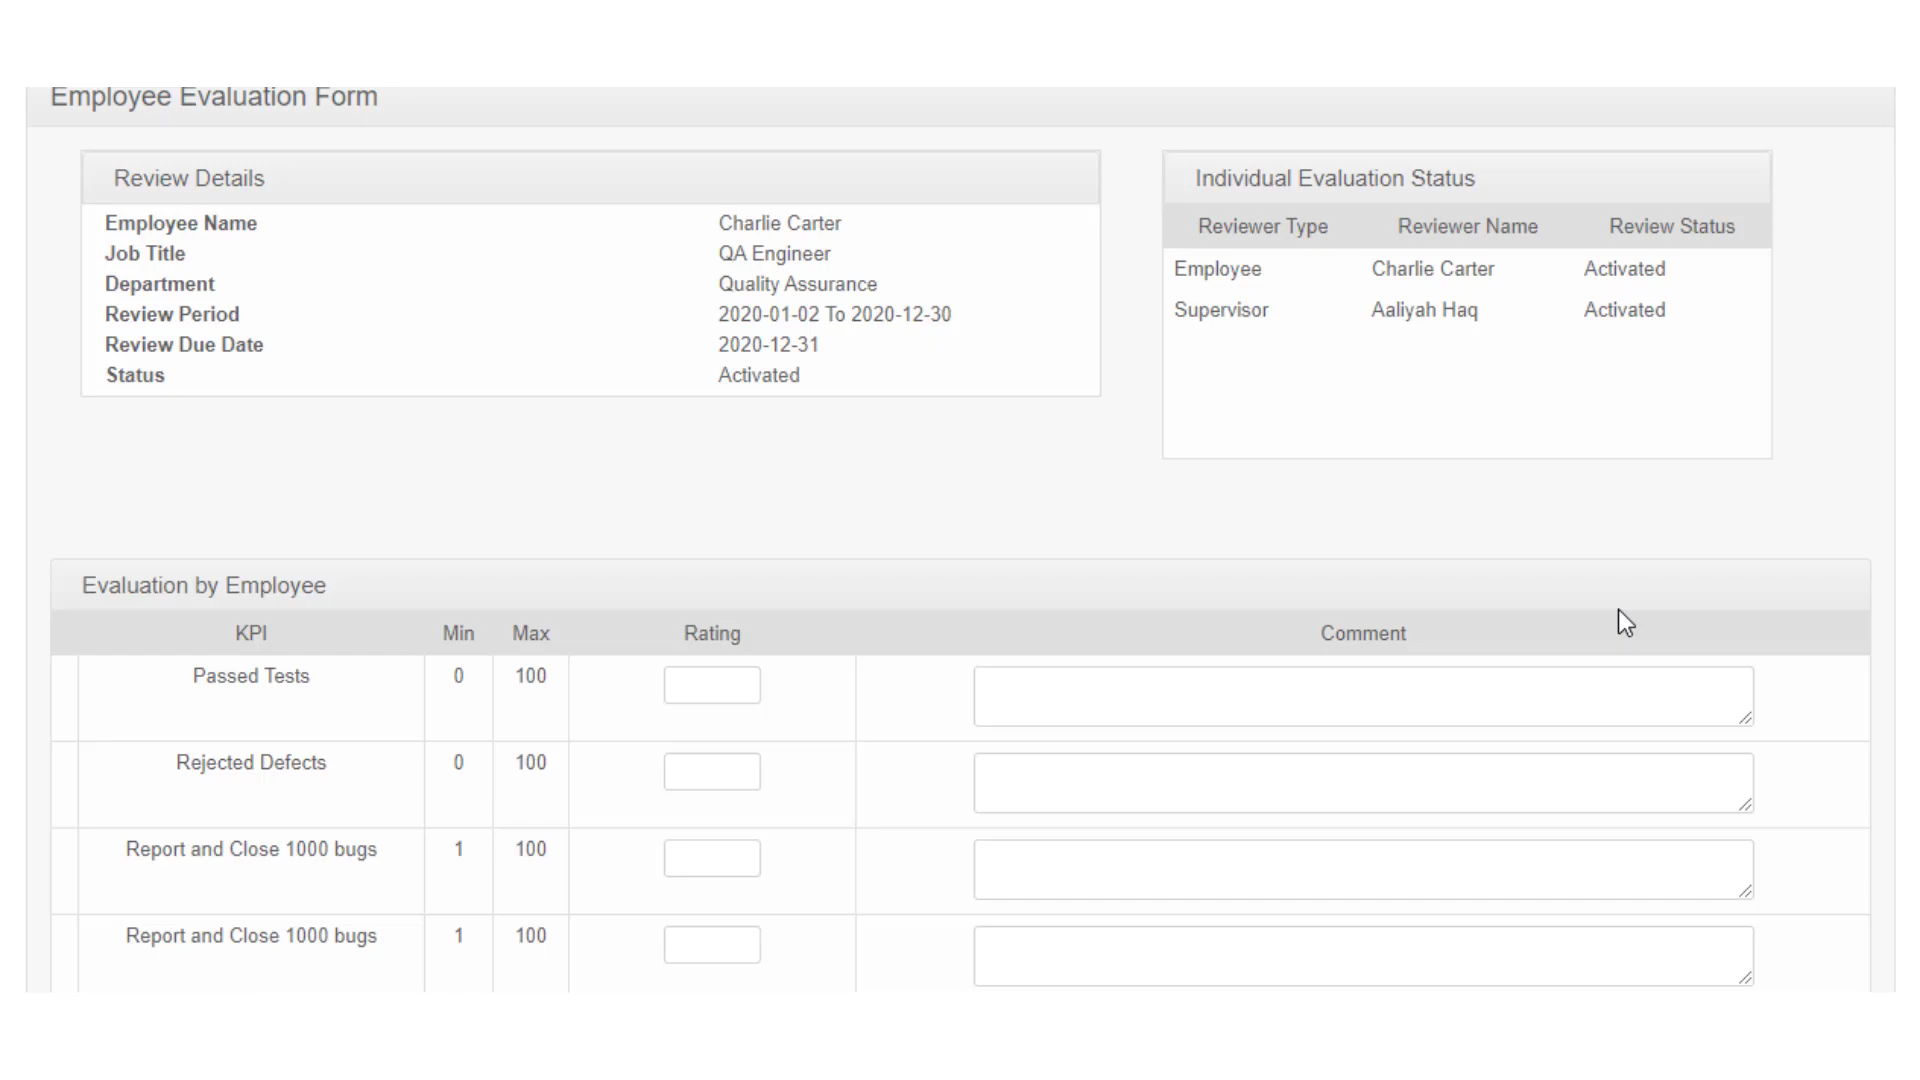 Employee Evaluation Form
Review Details
Employee Name Charlie Carter
Job Title QA Engineer
Department Quality Assurance
Review Period 2020-01-02 To 2020-12-30
Review Due Date 2020-12-31
Status Activated
Individual Evaluation Status
Reviewer Type Reviewer Name Review Status
Employee Charlie Carter Activated
Supervisor Aaliyah Haq Activated
Evaluation by Employee
KPI Min Max Rating Comment
Passed Tests 0 100
Rejected Defects 0 100
Report and Close 1000 bugs 1 100
Report and Close 1000 bugs 1 100